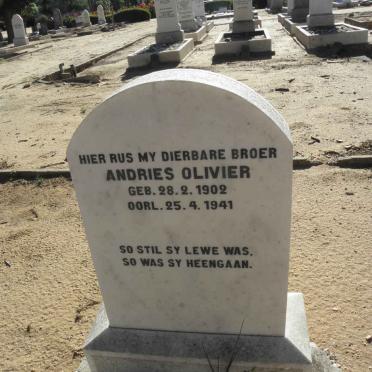 HIER RUS MY DIERBARE BROER
ANDRIES OLIVIER
GEB. 28. 2. 1902
OORL. 25. 4. 1941
SO STIL SY LEWE WAS,
SO WAS SY HEENGAAN.